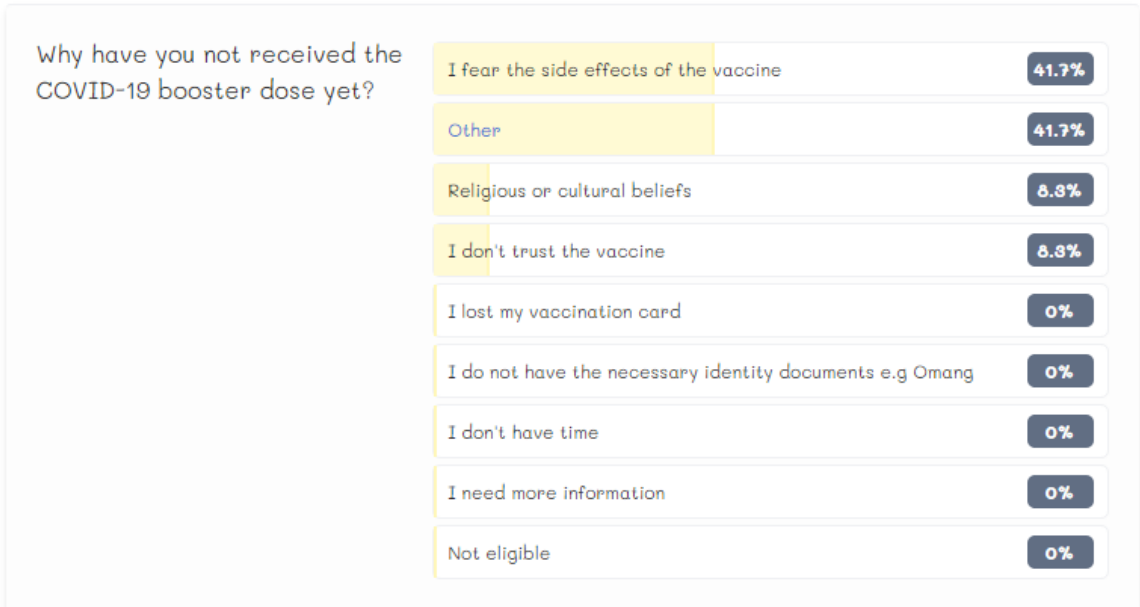 Why have you not received the
COVID-19 booster dose yet?
I fear the side effects of the vaccine 41.7%
Other 41.7%
Religious or cultural beliefs 8.3%
I don't trust the vaccine 8.3%
I lost my vaccination card 0%
I do not have the necessary identity documents e.g Omang 0%
I don't have time 0%
I need more information 0%
Not eligible 0%